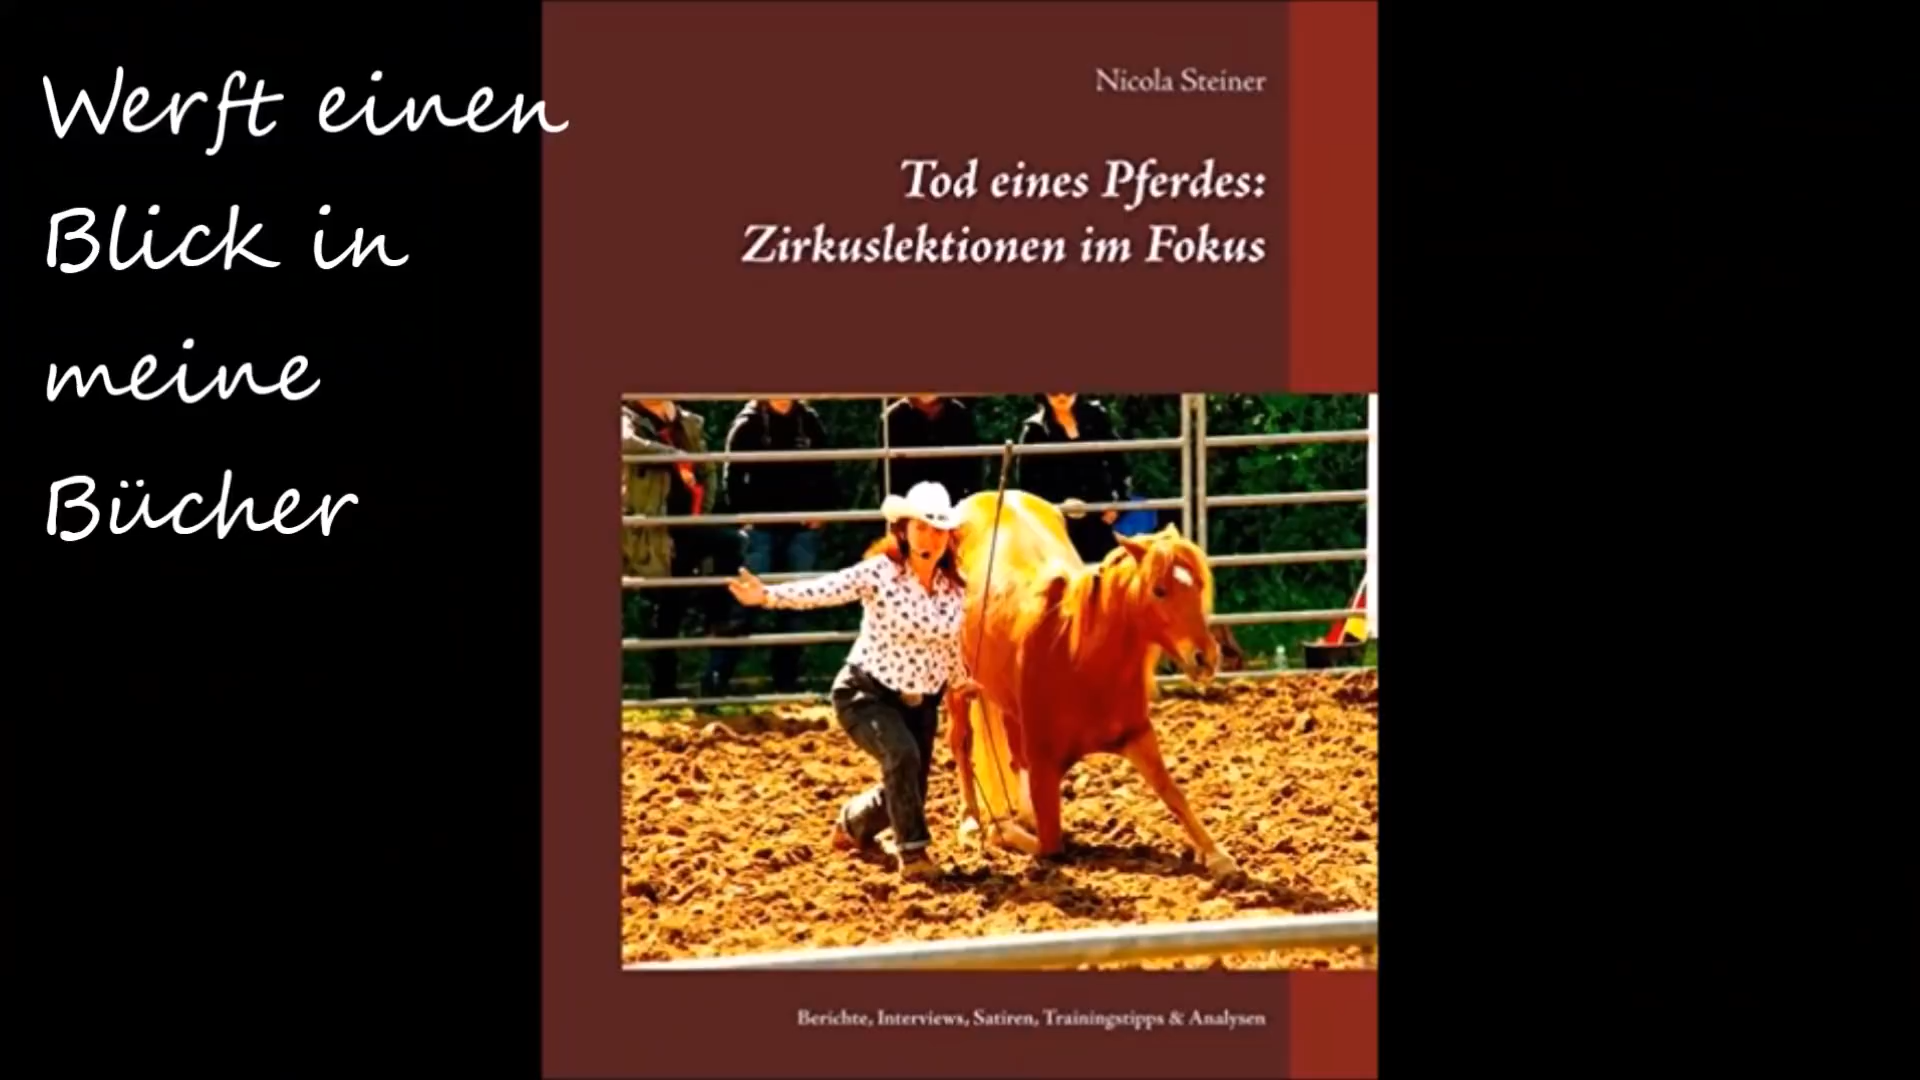 Werft einen
Blick in
meine
Bücher
Nicola Steiner
Tod eines Pferdes:
Zirkuslektionen im Fokus
Berichte, Interviews, Satiren, Trainingstipps & Analysen